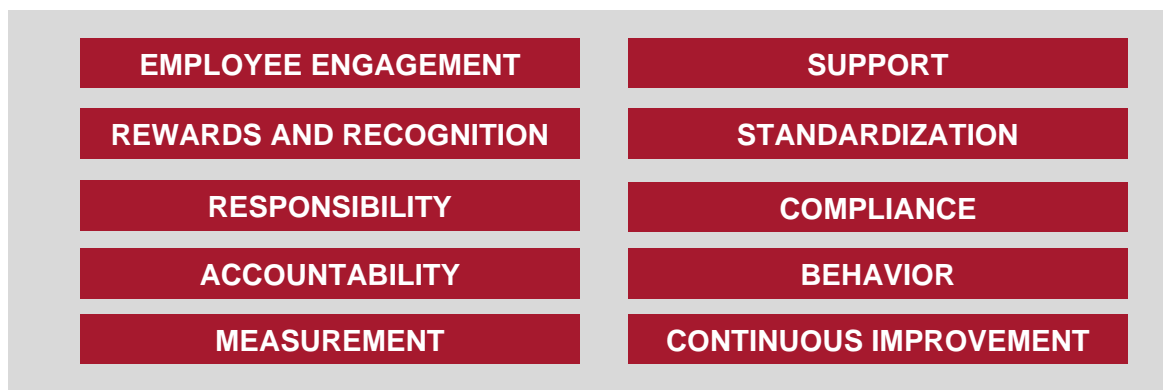 EMPLOYEE ENGAGEMENT
REWARDS AND RECOGNITION
RESPONSIBILITY
ACCOUNTABILITY
MEASUREMENT
SUPPORT
STANDARDIZATION
COMPLIANCE
BEHAVIOR
CONTINUOUS IMPROVEMENT